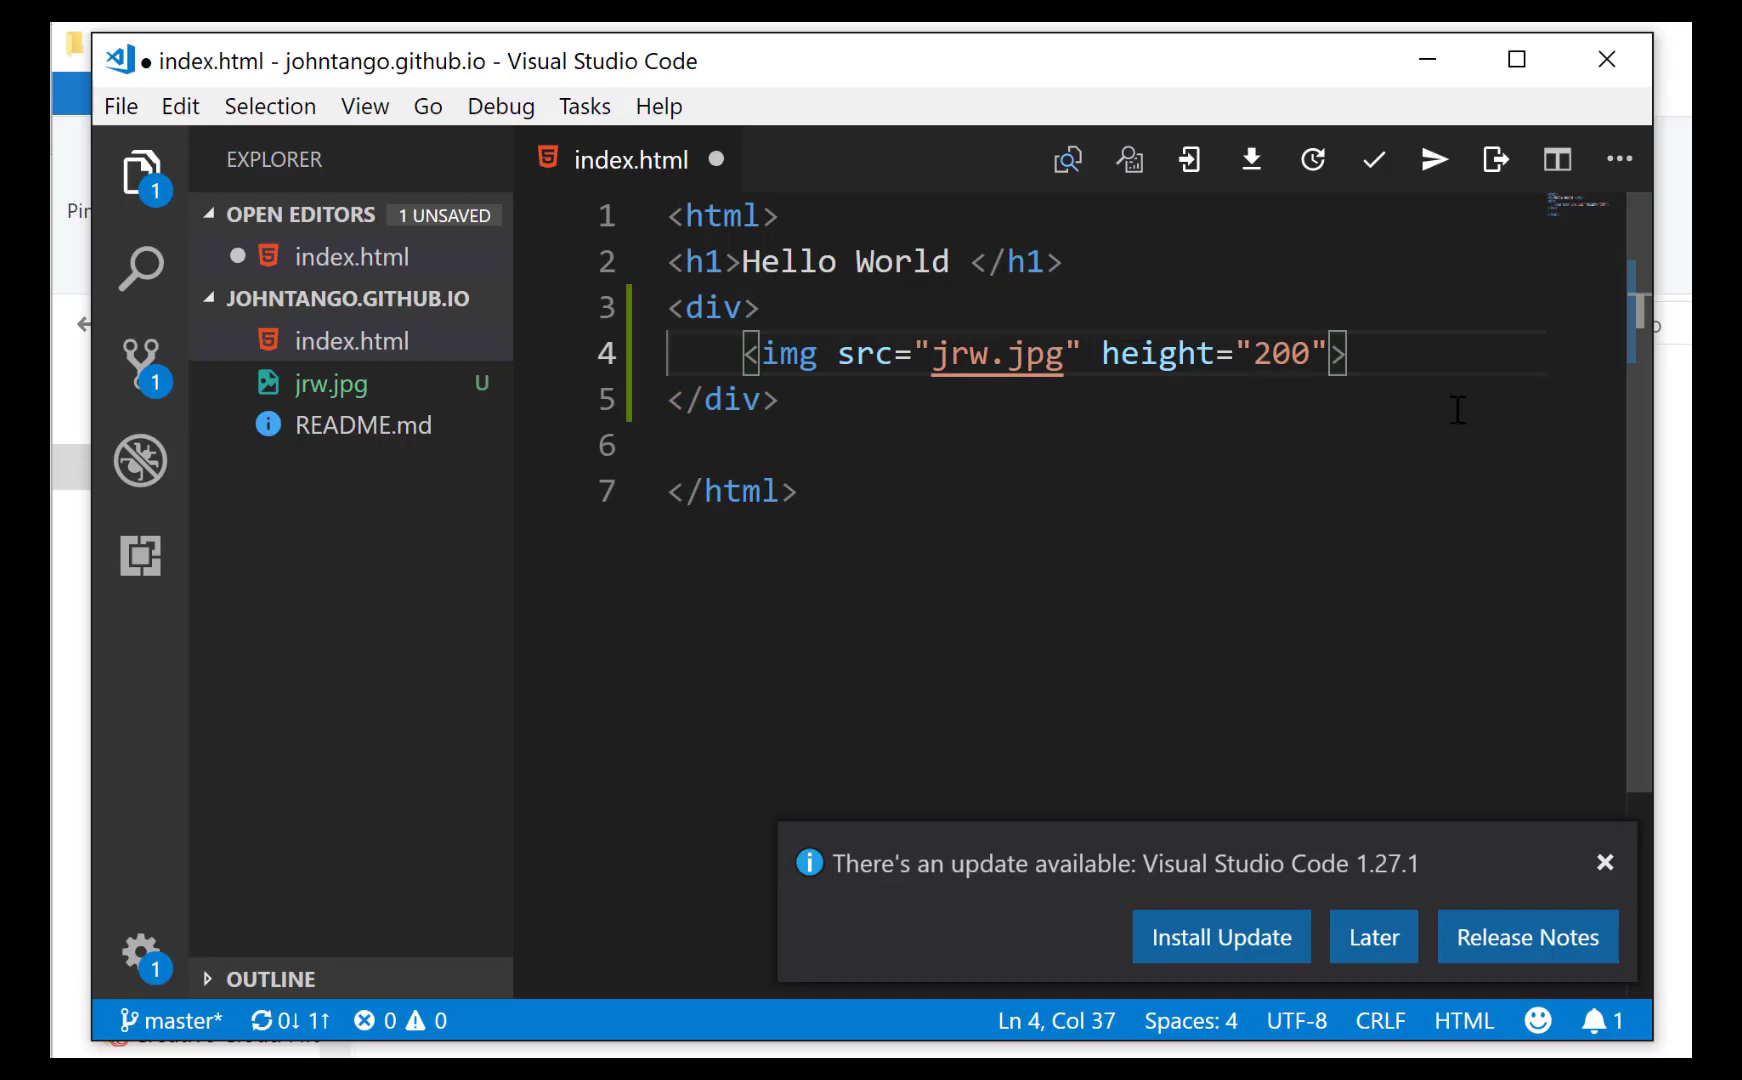 ● index.html - johntango.github.io - Visual Studio Code
File Edit Selection View Go Debug Tasks Help
EXPLORER
index.html ●
OPEN EDITORS 1 UNSAVED
● index.html
JOHNTANGO.GITHUB.IO
index.html
jrw.jpg U
README.md
1 <html>
2 <h1>Hello World </h1>
3 <div>
4     <img src="jrw.jpg" height="200">
5 </div>
6
7 </html>
1
1
1
OUTLINE
There's an update available: Visual Studio Code 1.27.1
Install Update Later Release Notes
master* 0↓ 1↑ 0 0 Ln 4, Col 37 Spaces: 4 UTF-8 CRLF HTML 1